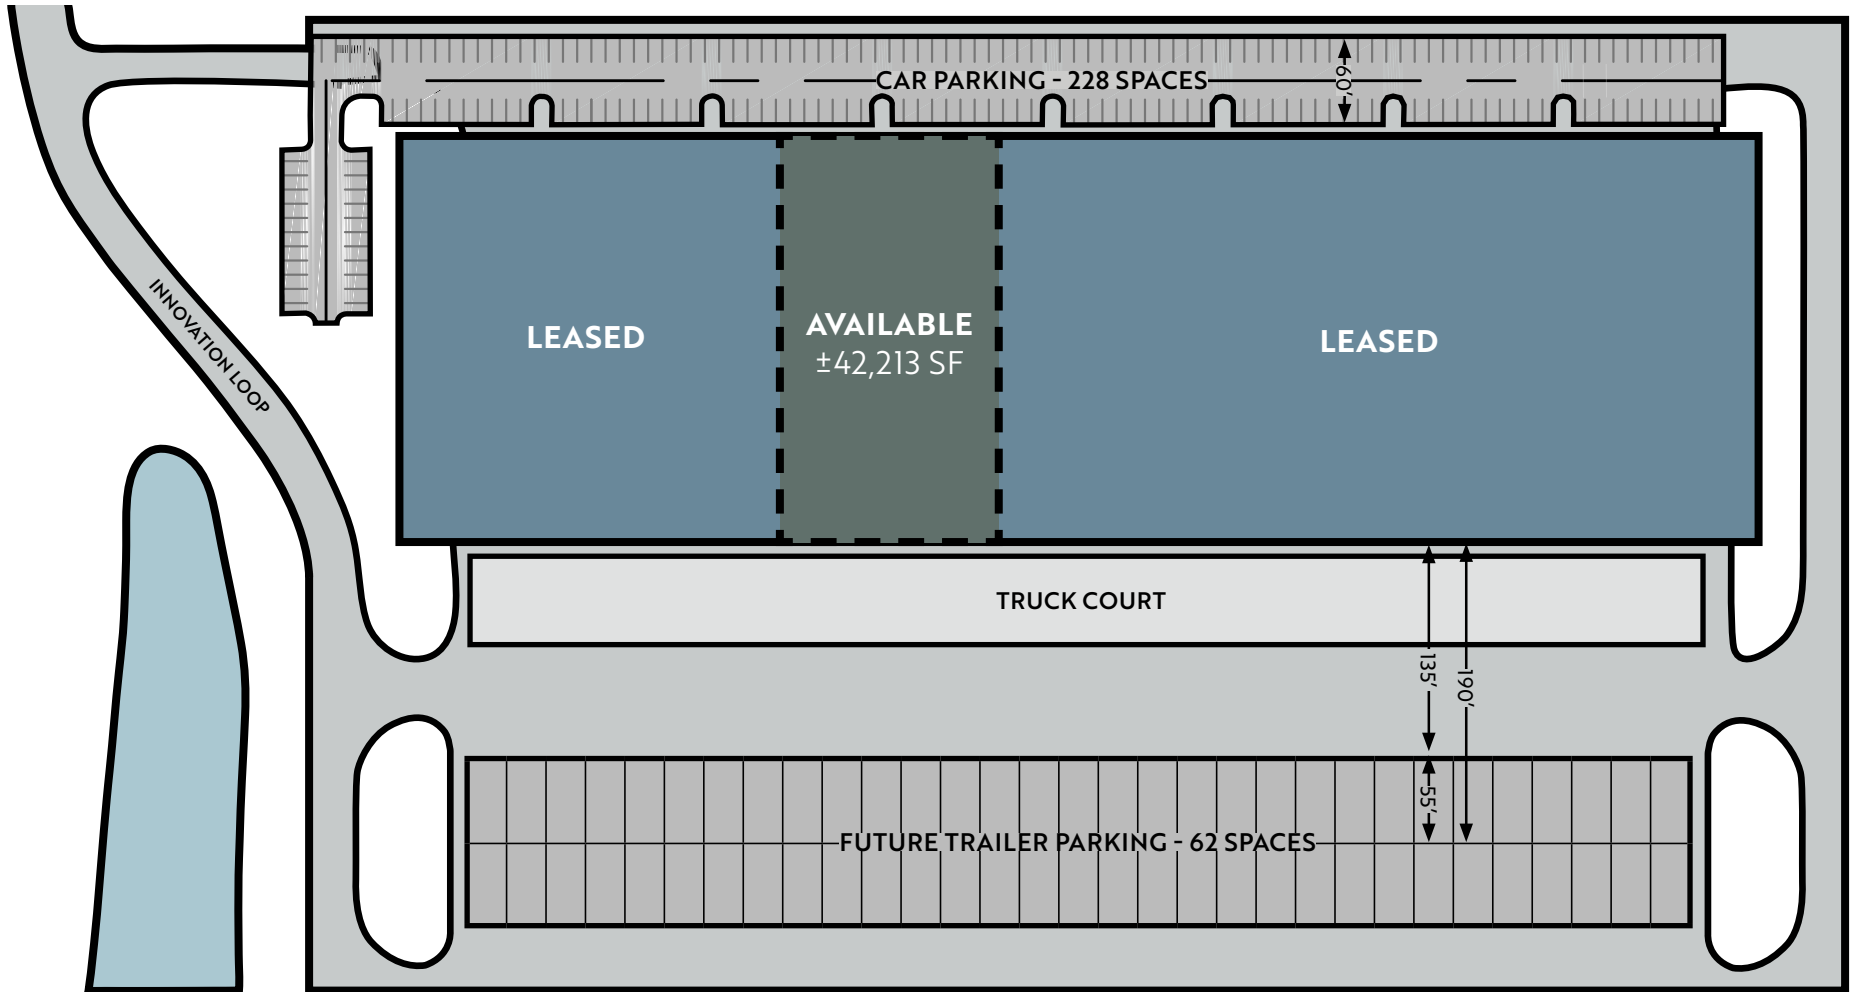 CAR PARKING - 228 SPACES
60'
INNOVATION LOOP
LEASED
AVAILABLE
±42,213 SF
LEASED
TRUCK COURT
135'
190'
55'
FUTURE TRAILER PARKING - 62 SPACES